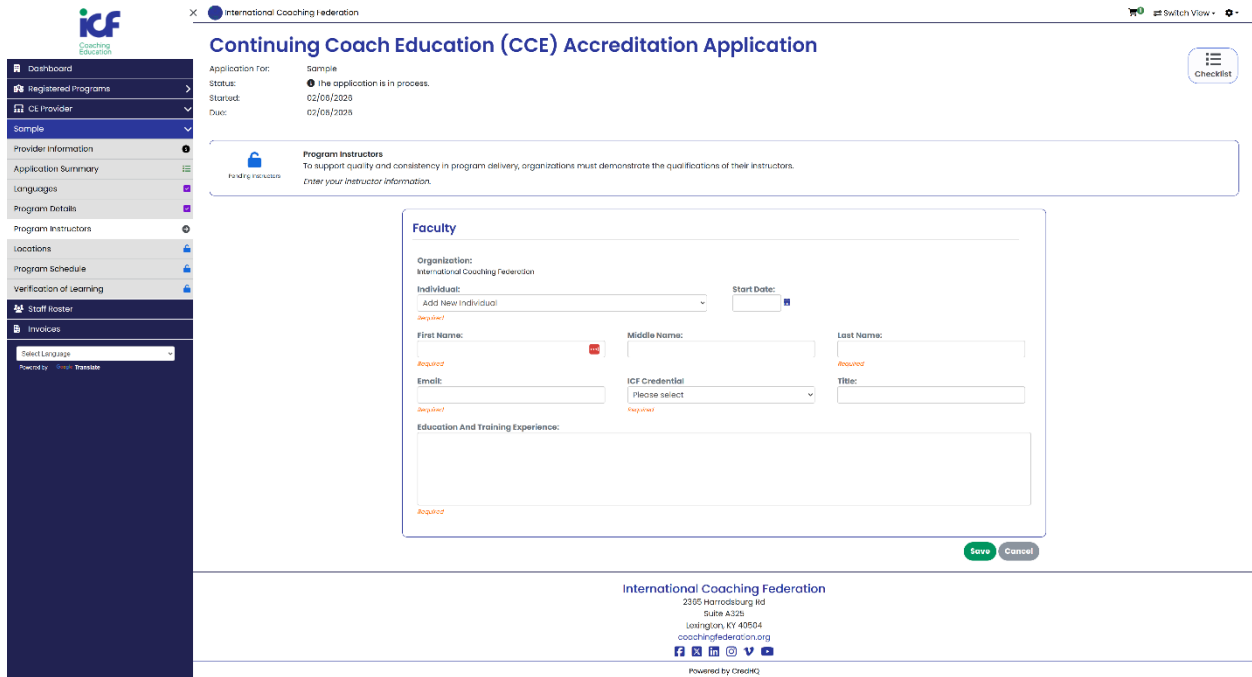 icf
Coaching
Education
Dashboard
Registered Programs
CE Provider
Sample
Provider Information
Application Summary
Languages
Program Details
Program Instructors
Locations
Program Schedule
Verification of Learning
Staff Roster
Invoices
Select Language
Powered by Google Translate
International Coaching Federation
0 Switch View
Continuing Coach Education (CCE) Accreditation Application
Checklist
Application For: Sample
Status: The application is in process.
Started: 02/06/2026
Due: 02/06/2026
Pending Instructors
Program Instructors
To support quality and consistency in program delivery, organizations must demonstrate the qualifications of their instructors.
Enter your instructor information.
Faculty
Organization:
International Coaching Federation
Individual: Start Date:
Add New Individual
Required
First Name: Middle Name: Last Name:
Required Required
Email: ICF Credential Title:
Please select
Required Required
Education And Training Experience:
Required
Save Cancel
International Coaching Federation
2365 Harrodsburg Rd
Suite A325
Lexington, KY 40504
coachingfederation.org
Powered by CredHQ